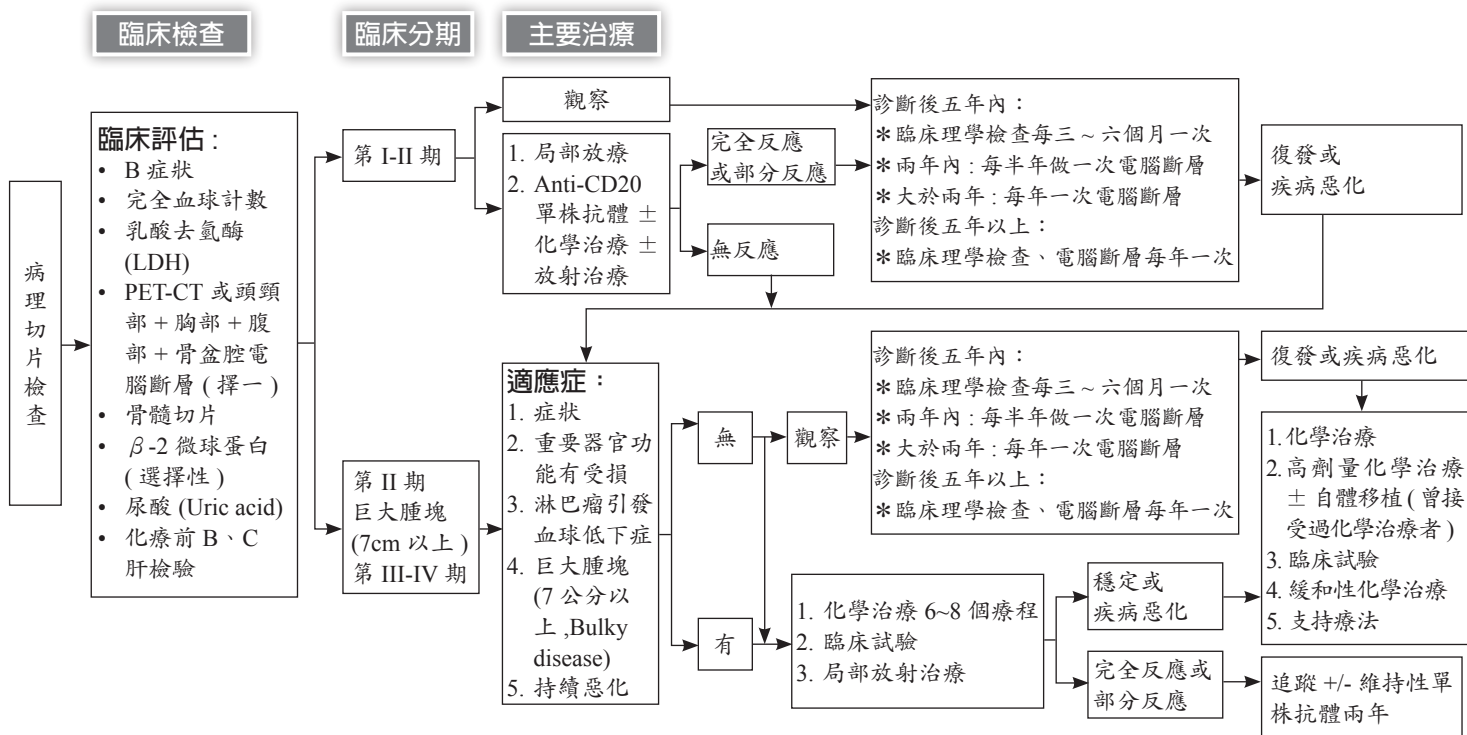 臨床檢查
臨床分期
主要治療
病
理
切
片
檢
查
臨床評估：
• B 症狀
• 完全血球計數
• 乳酸去氫酶
(LDH)
• PET-CT 或頭頸
部 + 胸部 + 腹
部 + 骨盆腔電
腦斷層 ( 擇一 )
• 骨髓切片
• β-2 微球蛋白
( 選擇性 )
• 尿酸 (Uric acid)
• 化療前 B、C
肝檢驗
第 I-II 期
第 II 期
巨大腫塊
(7cm 以上 )
第 III-IV 期
觀察
1. 局部放療
2. Anti-CD20
單株抗體 ±
化學治療 ±
放射治療
完全反應
或部分反應
無反應
診斷後五年內：
＊臨床理學檢查每三 ~ 六個月一次
＊兩年內 : 每半年做一次電腦斷層
＊大於兩年 : 每年一次電腦斷層
診斷後五年以上：
＊臨床理學檢查、電腦斷層每年一次
復發或
疾病惡化
適應症：
1. 症狀
2. 重要器官功
能有受損
3. 淋巴瘤引發
血球低下症
4. 巨大腫塊
(7 公分以
上 ,Bulky
disease)
5. 持續惡化
無
有
觀察
診斷後五年內：
＊臨床理學檢查每三 ~ 六個月一次
＊兩年內 : 每半年做一次電腦斷層
＊大於兩年 : 每年一次電腦斷層
診斷後五年以上：
＊臨床理學檢查、電腦斷層每年一次
復發或疾病惡化
1. 化學治療 6~8 個療程
2. 臨床試驗
3. 局部放射治療
穩定或
疾病惡化
完全反應或
部分反應
1.化學治療
2.高劑量化學治療
± 自體移植 ( 曾接
受過化學治療者 )
3. 臨床試驗
4. 緩和性化學治療
5. 支持療法
追蹤 +/- 維持性單
株抗體兩年